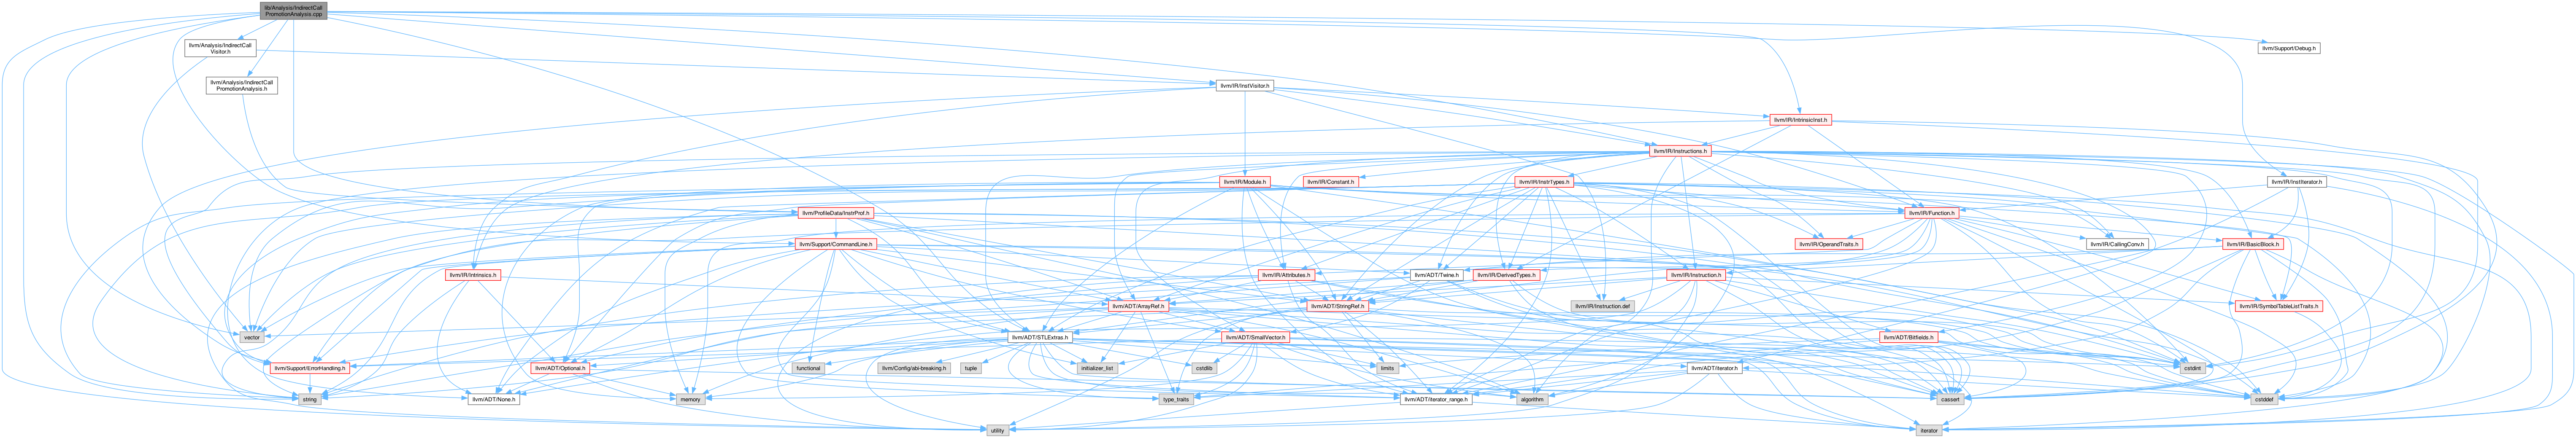 lib/Analysis/IndirectCall
PromotionAnalysis.cpp
llvm/Analysis/IndirectCall
Visitor.h
llvm/Support/Debug.h
llvm/Analysis/IndirectCall
PromotionAnalysis.h
llvm/IR/InstVisitor.h
llvm/IR/IntrinsicInst.h
llvm/IR/Instructions.h
llvm/IR/Module.h
llvm/IR/Constant.h
llvm/IR/InstrTypes.h
llvm/IR/InstIterator.h
llvm/ProfileData/InstrProf.h
llvm/IR/Function.h
llvm/Support/CommandLine.h
llvm/IR/OperandTraits.h
llvm/IR/CallingConv.h
llvm/IR/BasicBlock.h
llvm/IR/Intrinsics.h
llvm/IR/Attributes.h
llvm/ADT/Twine.h
llvm/IR/DerivedTypes.h
llvm/IR/Instruction.h
llvm/ADT/ArrayRef.h
llvm/ADT/StringRef.h
llvm/IR/Instruction.def
llvm/IR/SymbolTableListTraits.h
vector
llvm/ADT/STLExtras.h
llvm/ADT/SmallVector.h
llvm/ADT/Bitfields.h
llvm/Support/ErrorHandling.h
llvm/ADT/Optional.h
functional
llvm/Config/abi-breaking.h
tuple
initializer_list
cstdlib
limits
llvm/ADT/iterator.h
cstdint
string
llvm/ADT/None.h
memory
type_traits
llvm/ADT/iterator_range.h
algorithm
cassert
cstddef
utility
iterator